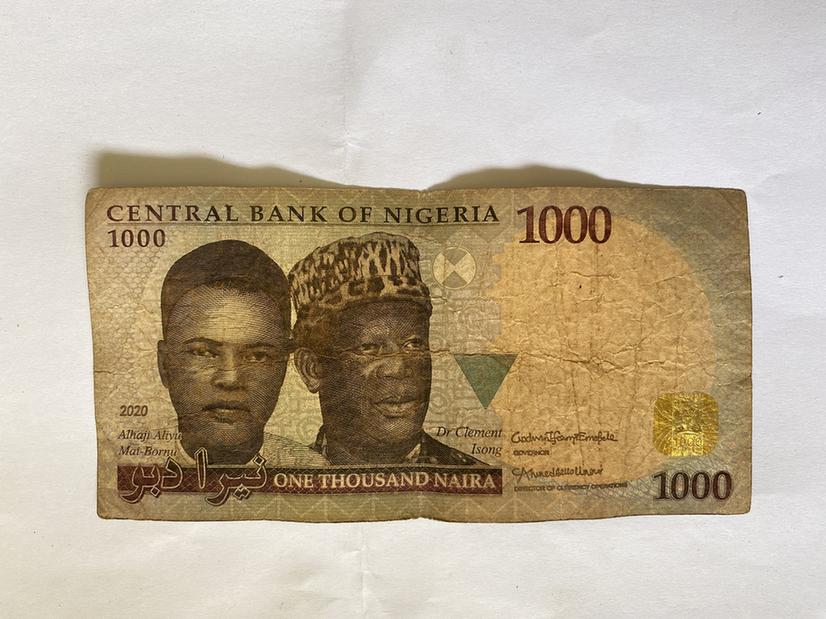 CENTRAL BANK OF NIGERIA
1000
1000
2020
Alhaji Aliyu
Mai-Bornu
Dr Clement
Isong
GOVERNOR
DIRECTOR OF CURRENCY OPERATIONS
نيرا دبو
ONE THOUSAND NAIRA
1000